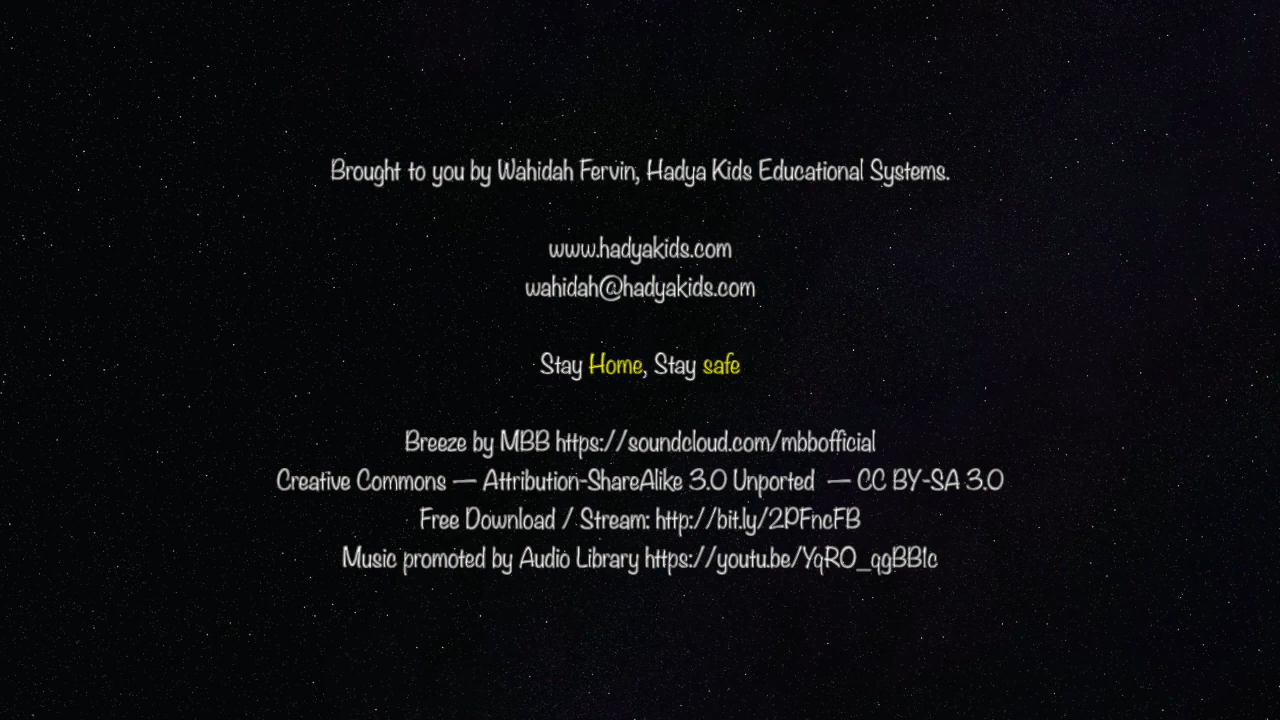 Brought to you by Wahidah Fervin, Hadya Kids Educational Systems.
www.hadyakids.com
wahidah@hadyakids.com
Stay Home, Stay safe
Breeze by MBB https://soundcloud.com/mbbofficial
Creative Commons — Attribution-ShareAlike 3.0 Unported — CC BY-SA 3.0
Free Download / Stream: http://bit.ly/2PFncFB
Music promoted by Audio Library https://youtu.be/YqRO_qgBB1c